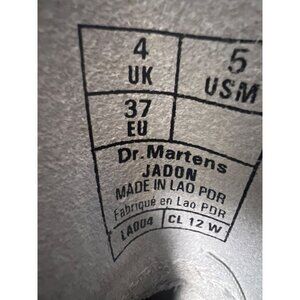 4 5
UK USM
37
EU
Dr. Martens
JADON
MADE IN LAO PDR
Fabriqué en Lao PDR
LA004 CL 12 W